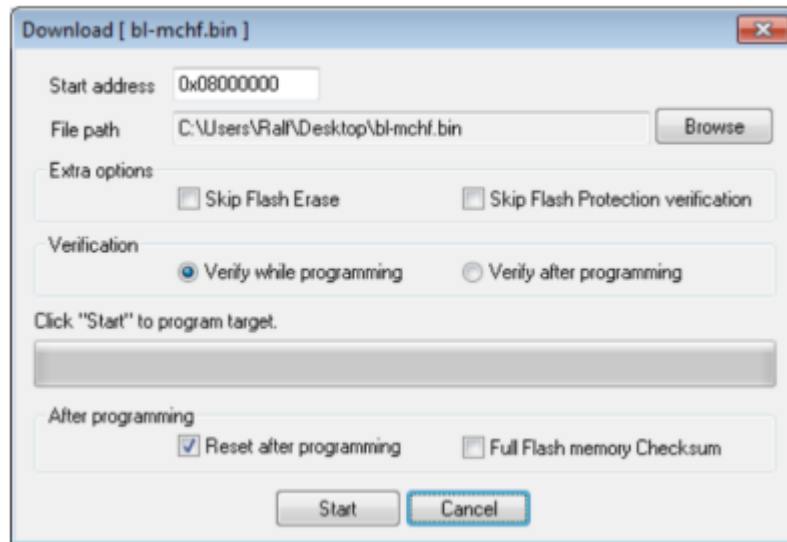 Download [ bl-mchf.bin ]
Start address 0x08000000
File path C:\Users\Ralf\Desktop\bl-mchf.bin Browse
Extra options
Skip Flash Erase Skip Flash Protection verification
Verification
Verify while programming Verify after programming
Click "Start" to program target.
After programming
Reset after programming Full Flash memory Checksum
Start Cancel